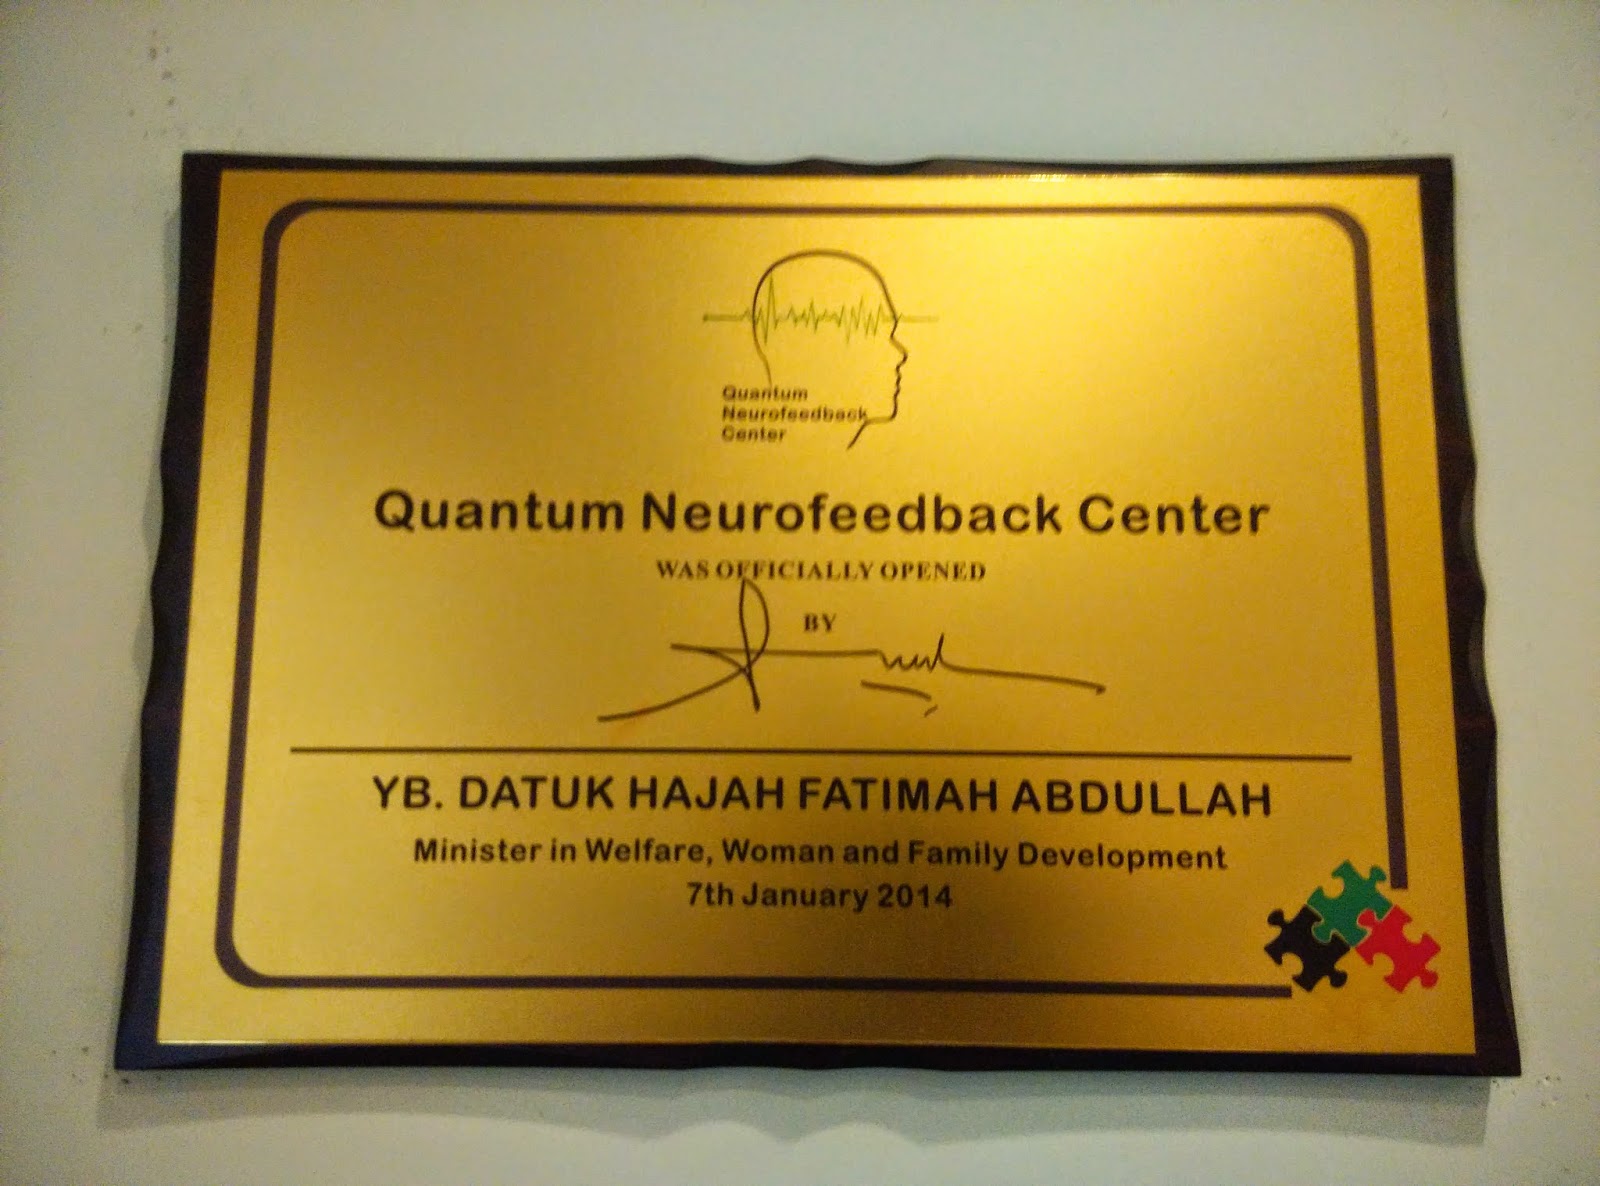 Quantum
Neurofeedback
Center
Quantum Neurofeedback Center
WAS OFFICIALLY OPENED
BY
YB. DATUK HAJAH FATIMAH ABDULLAH
Minister in Welfare, Woman and Family Development
7th January 2014